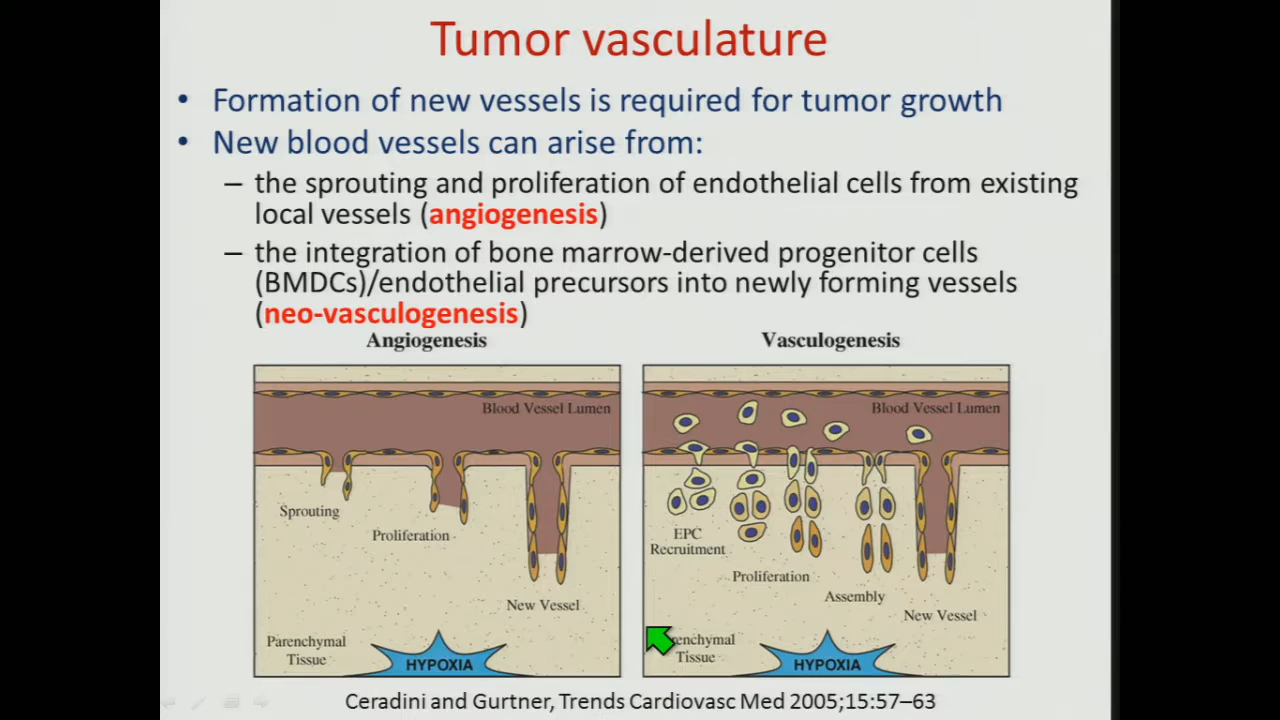 Tumor vasculature
• Formation of new vessels is required for tumor growth
• New blood vessels can arise from:
– the sprouting and proliferation of endothelial cells from existing
local vessels (angiogenesis)
– the integration of bone marrow-derived progenitor cells
(BMDCs)/endothelial precursors into newly forming vessels
(neo-vasculogenesis)
Angiogenesis
Blood Vessel Lumen
Sprouting
Proliferation
New Vessel
Parenchymal
Tissue
HYPOXIA
Vasculogenesis
Blood Vessel Lumen
EPC
Recruitment
Proliferation
Assembly
New Vessel
enchymal
Tissue
HYPOXIA
Ceradini and Gurtner, Trends Cardiovasc Med 2005;15:57–63